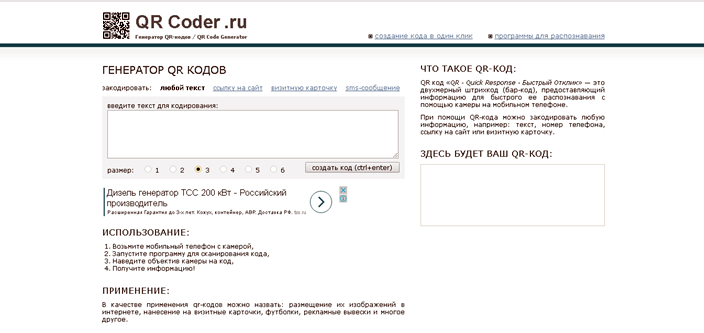 QR Coder .ru
Генератор QR-кодов / QR Code Generator
создание кода в один клик
программы для распознавания
ГЕНЕРАТОР QR КОДОВ
закодировать: любой текст ссылку на сайт визитную карточку sms-сообщение
введите текст для кодирования:
размер: 1 2 3 4 5 6
создать код (ctrl+enter)
Дизель генератор ТСС 200 кВт - Российский
производитель
Расширенная Гарантия до 3-х лет. Кожух, контейнер, АВР. Доставка РФ.
ИСПОЛЬЗОВАНИЕ:
1. Возьмите мобильный телефон с камерой,
2. Запустите программу для сканирования кода,
3. Наведите объектив камеры на код,
4. Получите информацию!
ПРИМЕНЕНИЕ:
В качестве применения qr-кодов можно назвать: размещение их изображений в
интернете, нанесение на визитные карточки, футболки, рекламные вывески и многое
другое.
ЧТО ТАКОЕ QR-КОД:
QR код «QR - Quick Response - Быстрый Отклик» — это
двухмерный штрихкод (бар-код), предоставляющий
информацию для быстрого ее распознавания с
помощью камеры на мобильном телефоне.
При помощи QR-кода можно закодировать любую
информацию, например: текст, номер телефона,
ссылку на сайт или визитную карточку.
ЗДЕСЬ БУДЕТ ВАШ QR-КОД: